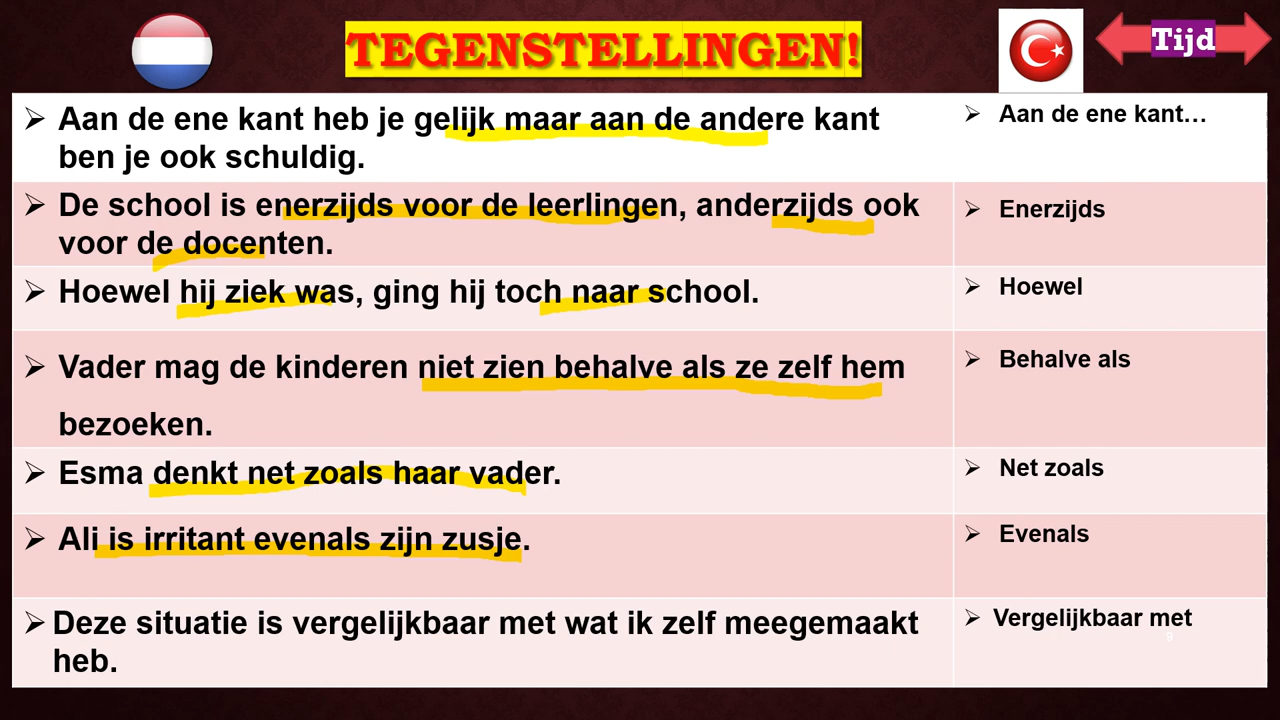 TEGENSTELLINGEN!
Tijd
Aan de ene kant heb je gelijk maar aan de andere kant
ben je ook schuldig.
Aan de ene kant...
De school is enerzijds voor de leerlingen, anderzijds ook
voor de docenten.
Enerzijds
Hoewel hij ziek was, ging hij toch naar school.
Hoewel
Vader mag de kinderen niet zien behalve als ze zelf hem
bezoeken.
Behalve als
Esma denkt net zoals haar vader.
Net zoals
Ali is irritant evenals zijn zusje.
Evenals
Deze situatie is vergelijkbaar met wat ik zelf meegemaakt
heb.
Vergelijkbaar met
9